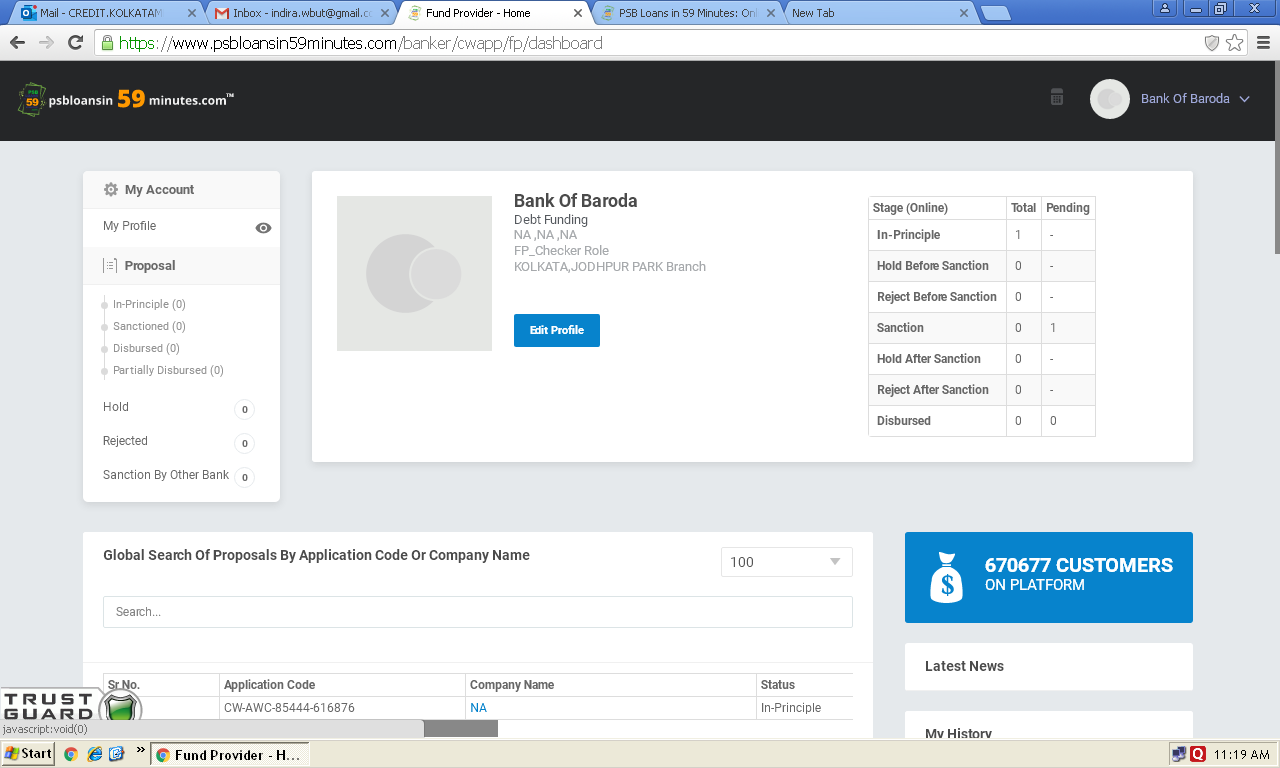 Mail - CREDIT.KOLKATAM
Inbox - indira.wbut@gmail.co
Fund Provider - Home
PSB Loans in 59 Minutes: Onl
New Tab
https://www.psbloansin59minutes.com/banker/cwapp/fp/dashboard
PSB 59 psbloansin 59 minutes.com™
Bank Of Baroda
My Account
My Profile
Proposal
In-Principle (0)
Sanctioned (0)
Disbursed (0)
Partially Disbursed (0)
Hold 0
Rejected 0
Sanction By Other Bank 0
Bank Of Baroda
Debt Funding
NA ,NA ,NA
FP_Checker Role
KOLKATA,JODHPUR PARK Branch
Edit Profile
Stage (Online) Total Pending
In-Principle 1 -
Hold Before Sanction 0 -
Reject Before Sanction 0 -
Sanction 0 1
Hold After Sanction 0 -
Reject After Sanction 0 -
Disbursed 0 0
Global Search Of Proposals By Application Code Or Company Name
100
Search...
Sr No. Application Code Company Name Status
CW-AWC-85444-616876 NA In-Principle
670677 CUSTOMERS
ON PLATFORM
Latest News
My History
TRUST
GUARD
javascript:void(0)
Start
»
Fund Provider - H...
11:19 AM